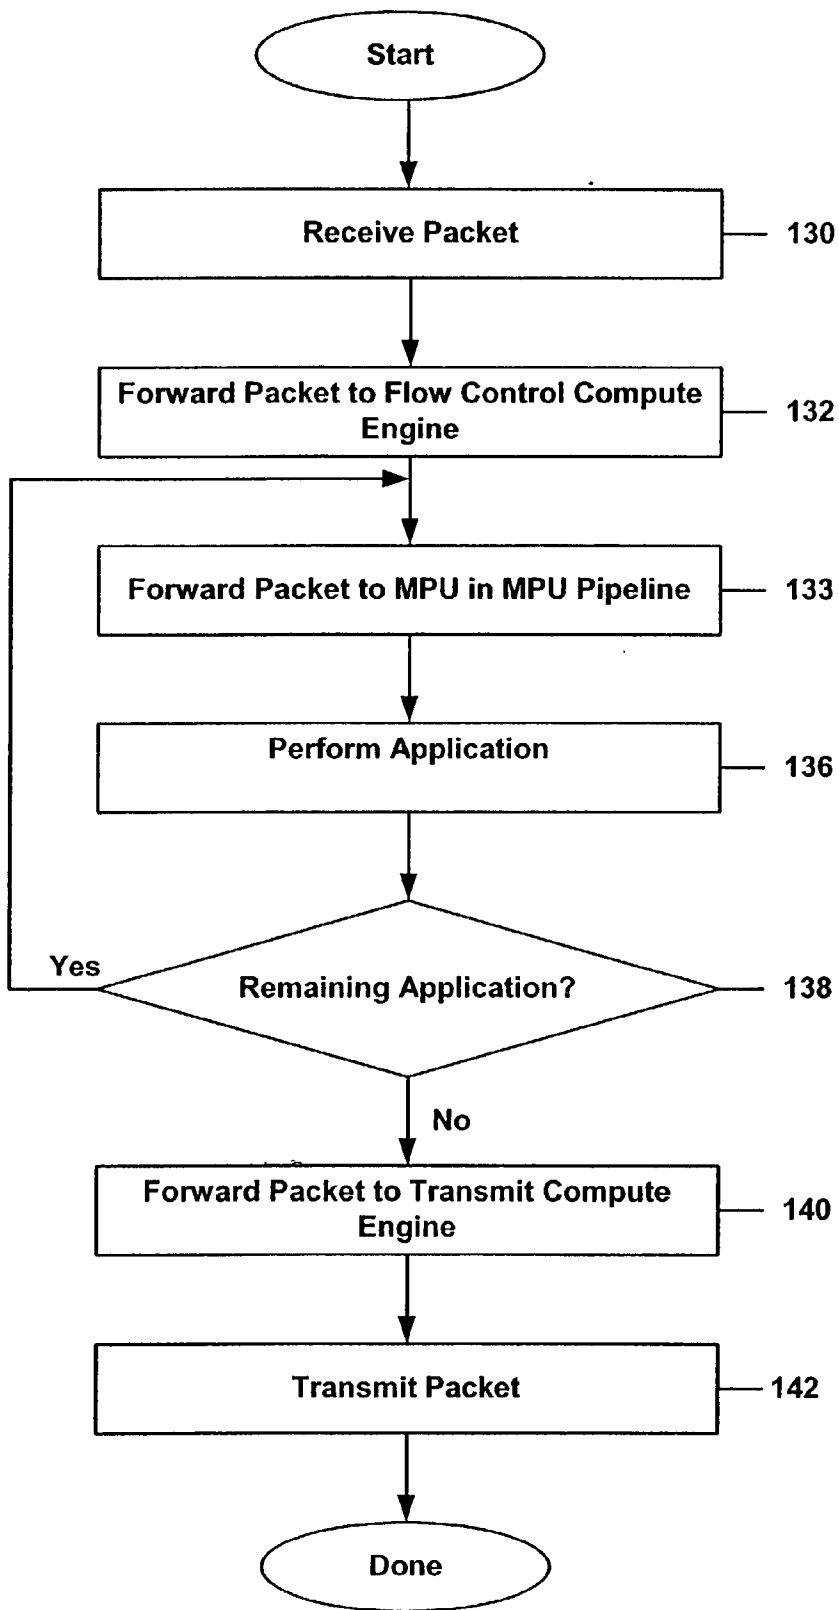 Start
Receive Packet
130
Forward Packet to Flow Control Compute
Engine
132
Forward Packet to MPU in MPU Pipeline
133
Perform Application
136
Yes
Remaining Application?
138
No
Forward Packet to Transmit Compute
Engine
140
Transmit Packet
142
Done